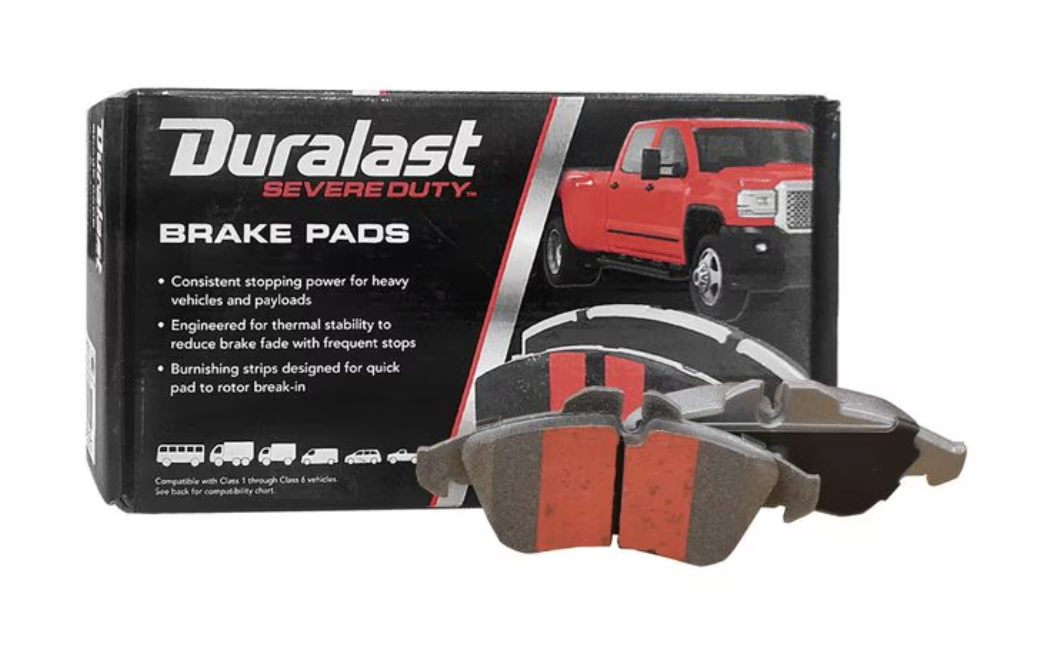 Duralast
SEVERE DUTY™
BRAKE PADS
• Consistent stopping power for heavy
vehicles and payloads
• Engineered for thermal stability to
reduce brake fade with frequent stops
• Burnishing strips designed for quick
pad to rotor break-in
Compatible with Class 1 through Class 6 vehicles.
See back for compatibility chart.
Duralast